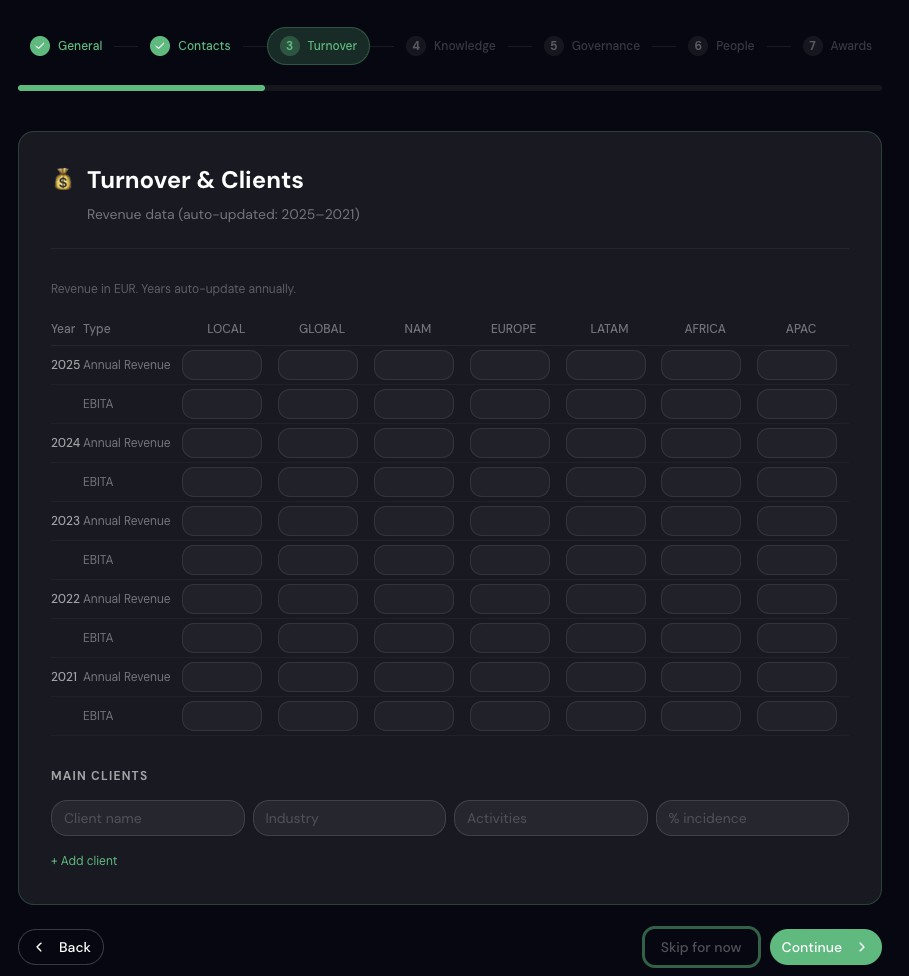 General Contacts 3 Turnover 4 Knowledge 5 Governance 6 People 7 Awards
Turnover & Clients
Revenue data (auto-updated: 2025–2021)
Revenue in EUR. Years auto-update annually.
Year Type LOCAL GLOBAL NAM EUROPE LATAM AFRICA APAC
2025 Annual Revenue
EBITA
2024 Annual Revenue
EBITA
2023 Annual Revenue
EBITA
2022 Annual Revenue
EBITA
2021 Annual Revenue
EBITA
MAIN CLIENTS
Client name Industry Activities % incidence
+ Add client
Back Skip for now Continue